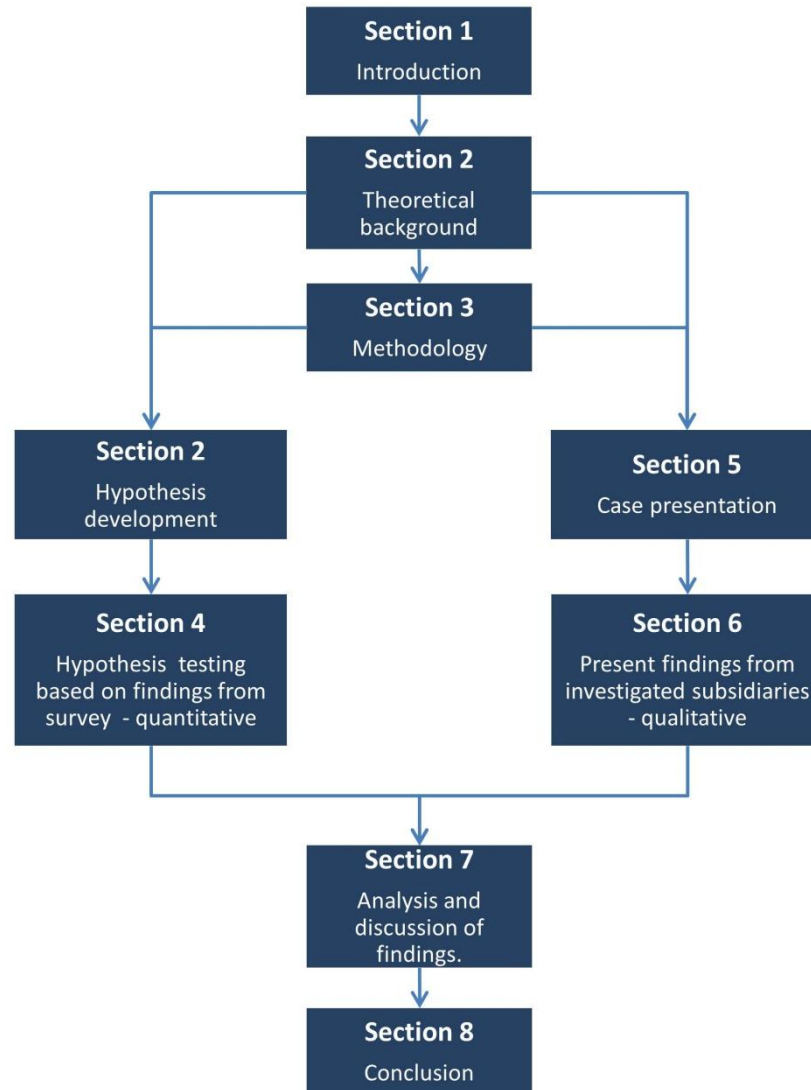 Section 1
Introduction
Section 2
Theoretical
background
Section 3
Methodology
Section 2
Hypothesis
development
Section 5
Case presentation
Section 4
Hypothesis testing
based on findings from
survey - quantitative
Section 6
Present findings from
investigated subsidiaries
- qualitative
Section 7
Analysis and
discussion of
findings.
Section 8
Conclusion